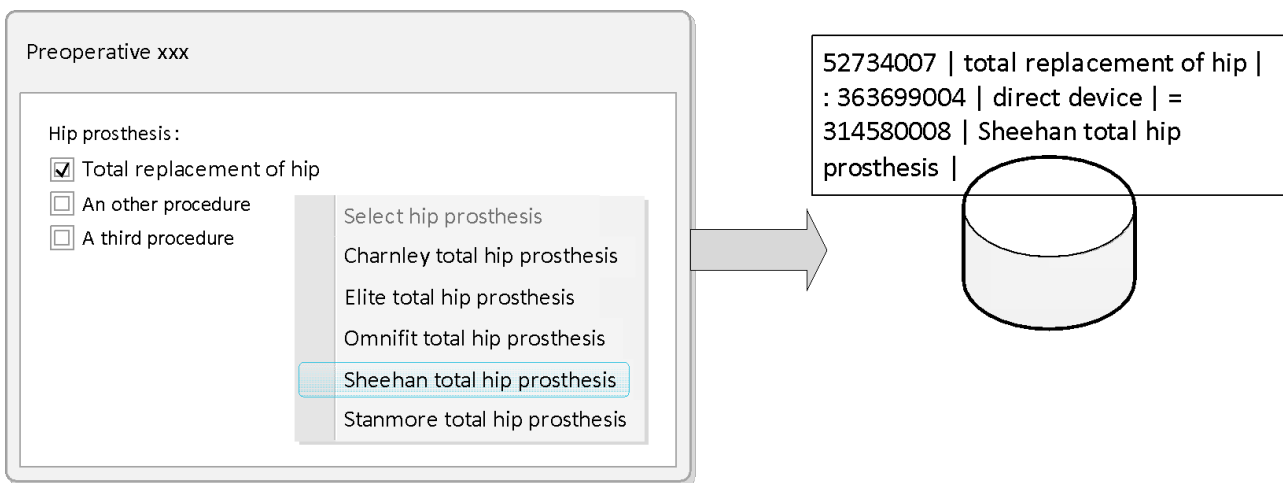 Preoperative xxx
Hip prosthesis :
Total replacement of hip
An other procedure
A third procedure
Select hip prosthesis
Charnley total hip prosthesis
Elite total hip prosthesis
Omnifit total hip prosthesis
Sheehan total hip prosthesis
Stanmore total hip prosthesis
52734007 | total replacement of hip |
: 363699004 | direct device | =
314580008 | Sheehan total hip
prosthesis |